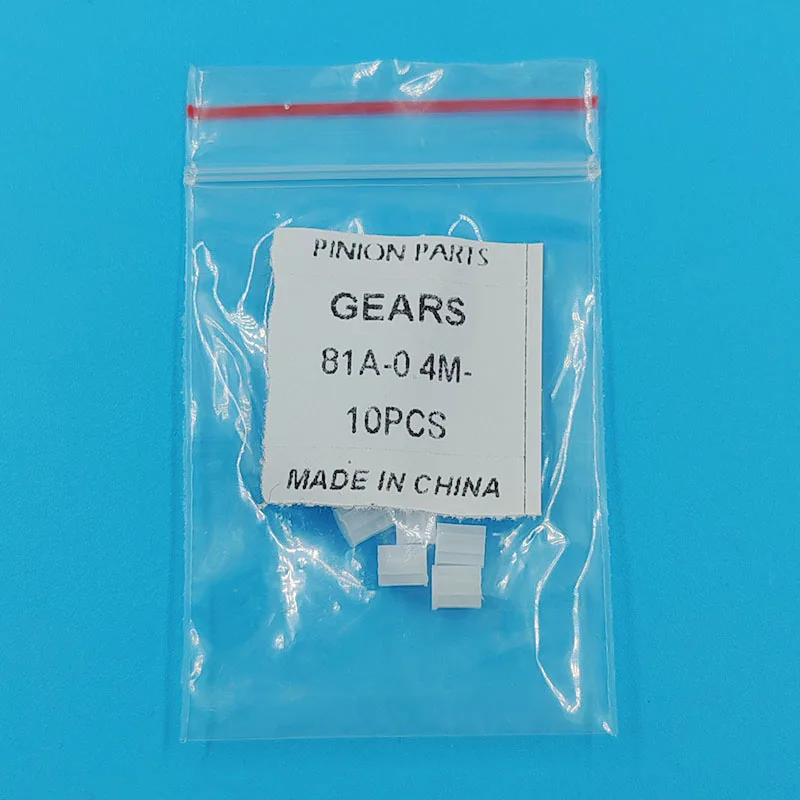 PINION PARTS
GEARS
81A-0.4M-
10PCS
MADE IN CHINA